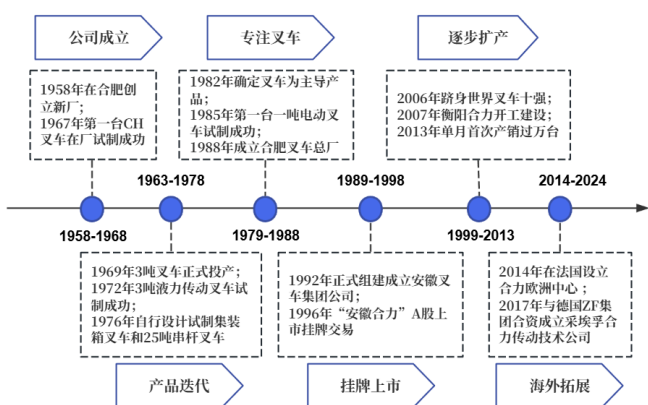 公司成立
专注叉车
逐步扩产
1958年在合肥创
立新厂；
1967年第一台CH
叉车在厂试制成功
1982年确定叉车为主导产
品；
1985年第一台一吨电动叉
车试制成功；
1988年成立合肥叉车总厂
2006年跻身世界叉车十强；
2007年衡阳合力开工建设；
2013年单月首次产销过万台
1963-1978
1989-1998
2014-2024
1958-1968
1979-1988
1999-2013
1969年3吨叉车正式投产；
1972年3吨液力传动叉车试
制成功；
1976年自行设计试制集装
箱叉车和25吨串杆叉车
1992年正式组建成立安徽叉
车集团公司；
1996年“安徽合力”A股上
市挂牌交易
2014年在法国设立
合力欧洲中心；
2017年与德国ZF集
团合资成立采埃孚合
力传动技术公司
产品迭代
挂牌上市
海外拓展